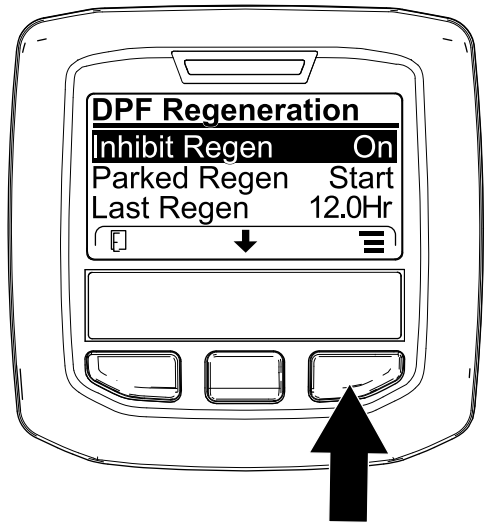 DPF Regeneration
Inhibit Regen On
Parked Regen Start
Last Regen 12.0Hr